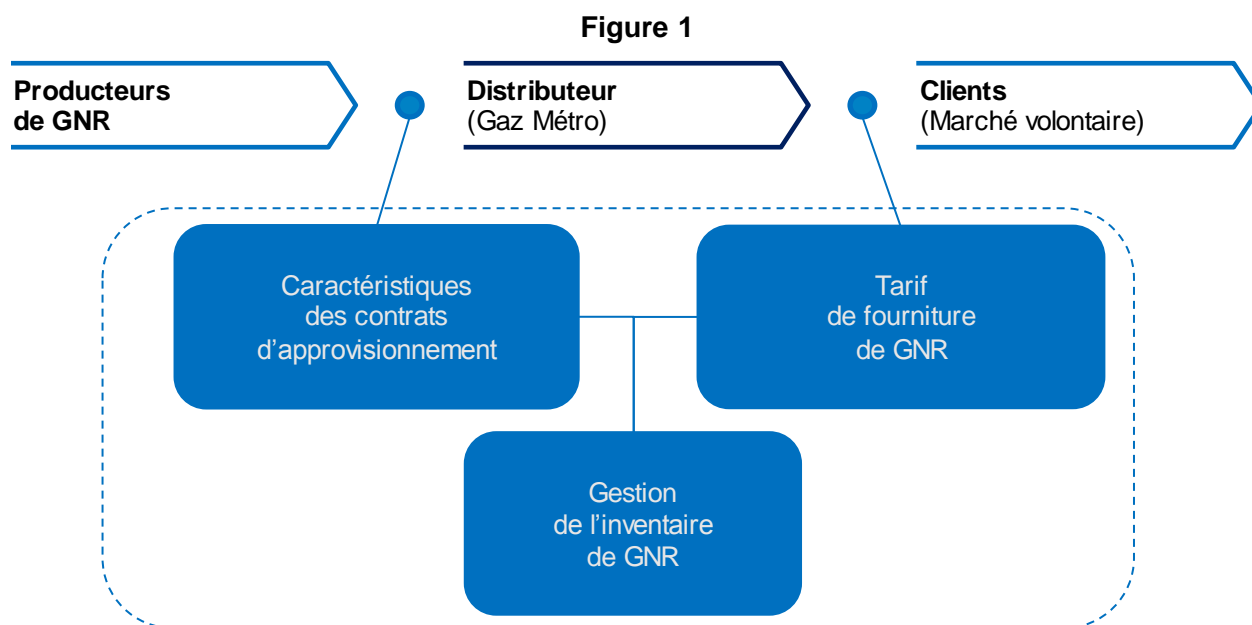 Figure 1
Producteurs
de GNR
Distributeur
(Gaz Métro)
Clients
(Marché volontaire)
Caractéristiques
des contrats
d'approvisionnement
Tarif
de fourniture
de GNR
Gestion
de l'inventaire
de GNR